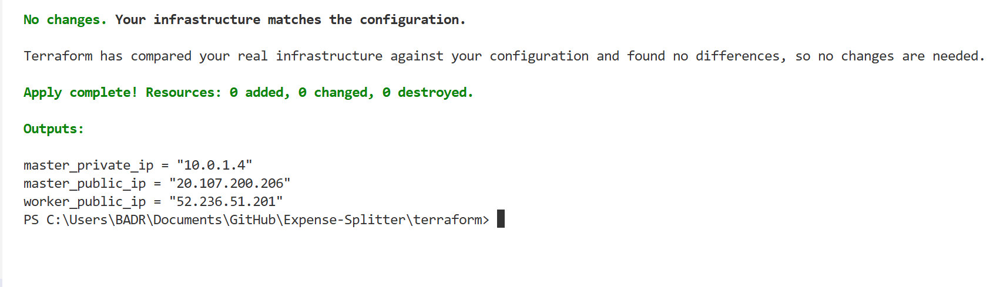 No changes. Your infrastructure matches the configuration.
Terraform has compared your real infrastructure against your configuration and found no differences, so no changes are needed.
Apply complete! Resources: 0 added, 0 changed, 0 destroyed.
Outputs:
master_private_ip = "10.0.1.4"
master_public_ip = "20.107.200.206"
worker_public_ip = "52.236.51.201"
PS C:\Users\BADR\Documents\GitHub\Expense-Splitter\terraform>